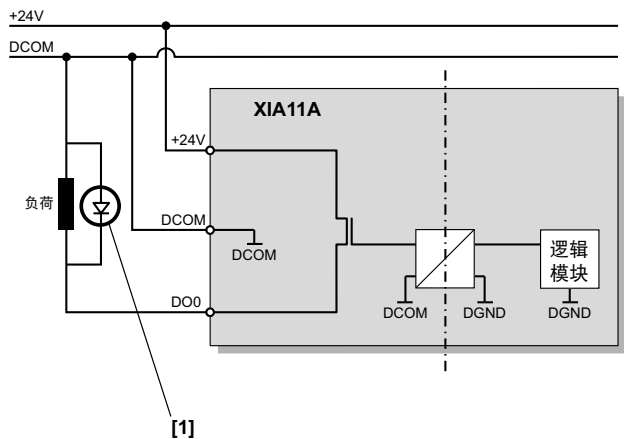 +24V
DCOM
XIA11A
+24V
负荷
DCOM
DCOM
逻辑
模块
DCOM
DGND
DGND
DO0
[1]